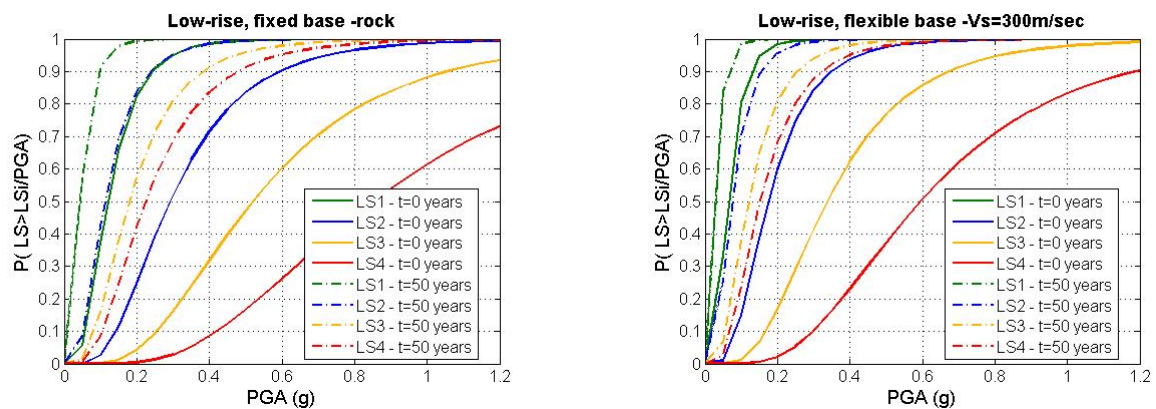 Low-rise, fixed base -rock
P( LS>LSi/PGA)
1
0.9
0.8
0.7
0.6
0.5
0.4
0.3
0.2
0.1
0
LS1 - t=0 years
LS2 - t=0 years
LS3 - t=0 years
LS4 - t=0 years
LS1 - t=50 years
LS2 - t=50 years
LS3 - t=50 years
LS4 - t=50 years
0 0.2 0.4 0.6 0.8 1 1.2
PGA (g)
Low-rise, flexible base -Vs=300m/sec
P( LS>LSi/PGA)
1
0.9
0.8
0.7
0.6
0.5
0.4
0.3
0.2
0.1
0
LS1 - t=0 years
LS2 - t=0 years
LS3 - t=0 years
LS4 - t=0 years
LS1 - t=50 years
LS2 - t=50 years
LS3 - t=50 years
LS4 - t=50 years
0 0.2 0.4 0.6 0.8 1 1.2
PGA (g)